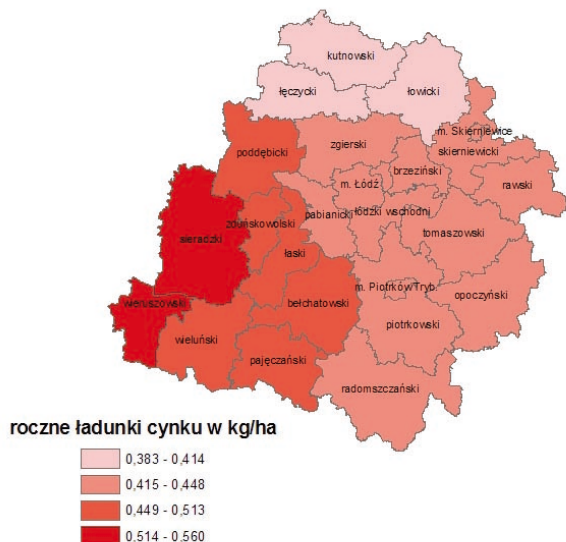 kutnowski
łęczycki
łowicki
m. Skierniewice
zgierski
skierniewicki
poddębicki
brzeziński
m. Łódź
rawski
pabianicki
łódzki wschodni
zduńskowolski
tomaszowski
sieradzki
łaski
m. Piotrków Tryb.
opoczyński
wieruszowski
bełchatowski
piotrkowski
wieluński
pajęczański
radomszczański
roczne ładunki cynku w kg/ha
0,383 - 0,414
0,415 - 0,448
0,449 - 0,513
0,514 - 0,560